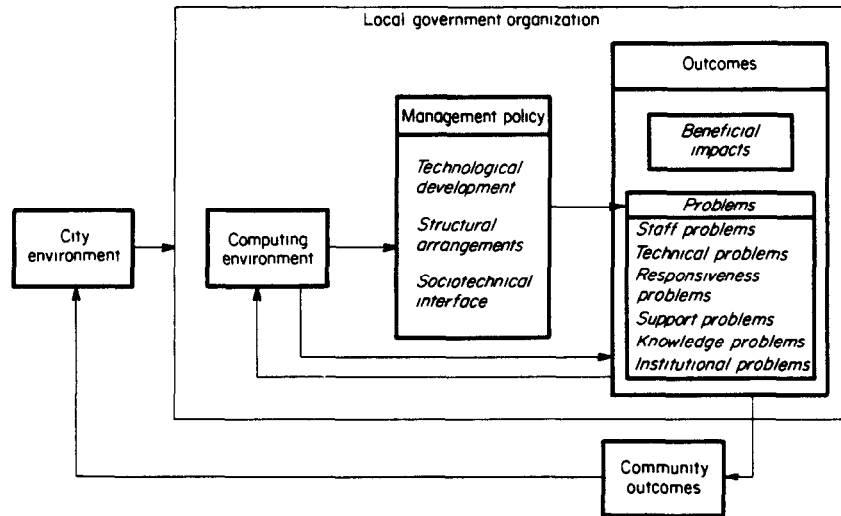 Local government organization
Outcomes
Beneficial
impacts
Management policy
Technological
development
Structural
arrangements
Sociotechnical
interface
Problems
Staff problems
Technical problems
Responsiveness
problems
Support problems
Knowledge problems
Institutional problems
City
environment
Computing
environment
Community
outcomes